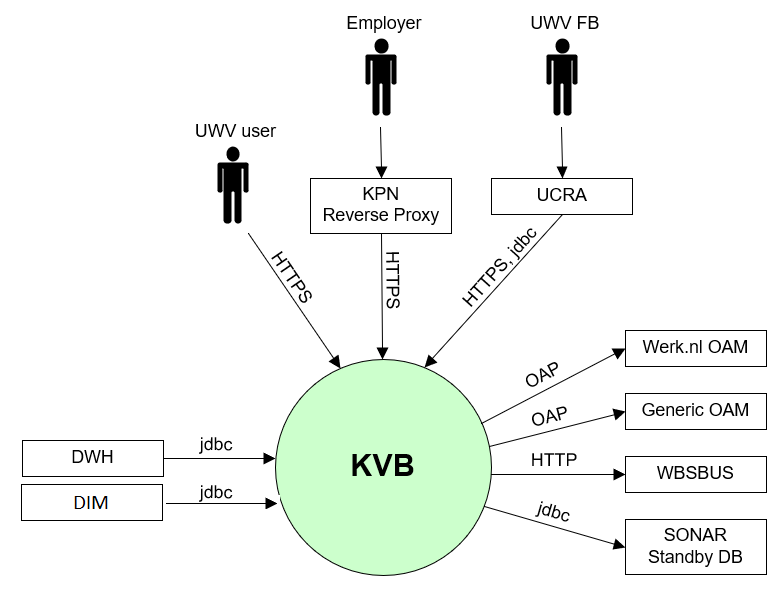 Employer
UWV FB
UWV user
KPN
Reverse Proxy
UCRA
HTTPS
HTTPS
HTTPS, jdbc
Werk.nl OAM
OAP
Generic OAM
OAP
DWH
jdbc
KVB
HTTP
WBSBUS
DIM
jdbc
jdbc
SONAR
Standby DB